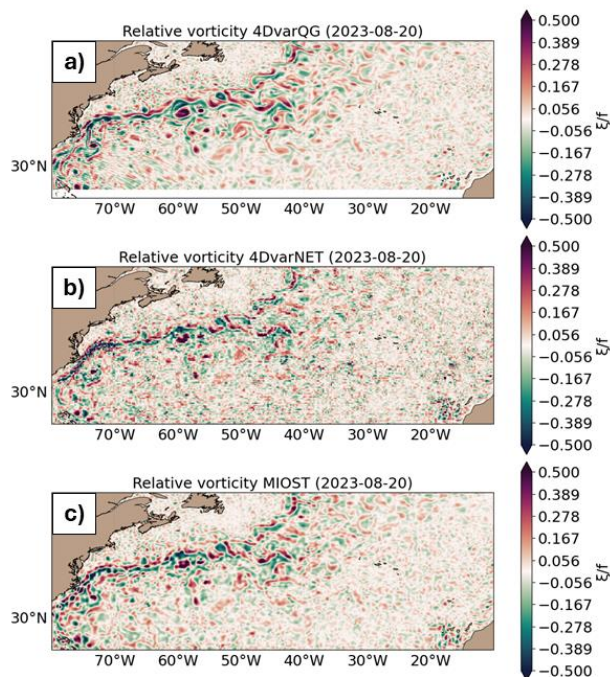 Relative vorticity 4DvarQG (2023-08-20)
a)
30°N
70°W 60°W 50°W 40°W 30°W 20°W
0.500
0.389
0.278
0.167
0.056
−0.056
−0.167
−0.278
−0.389
−0.500
ξ/f
Relative vorticity 4DvarNET (2023-08-20)
b)
30°N
70°W 60°W 50°W 40°W 30°W 20°W
0.500
0.389
0.278
0.167
0.056
−0.056
−0.167
−0.278
−0.389
−0.500
ξ/f
Relative vorticity MIOST (2023-08-20)
c)
30°N
70°W 60°W 50°W 40°W 30°W 20°W
0.500
0.389
0.278
0.167
0.056
−0.056
−0.167
−0.278
−0.389
−0.500
ξ/f